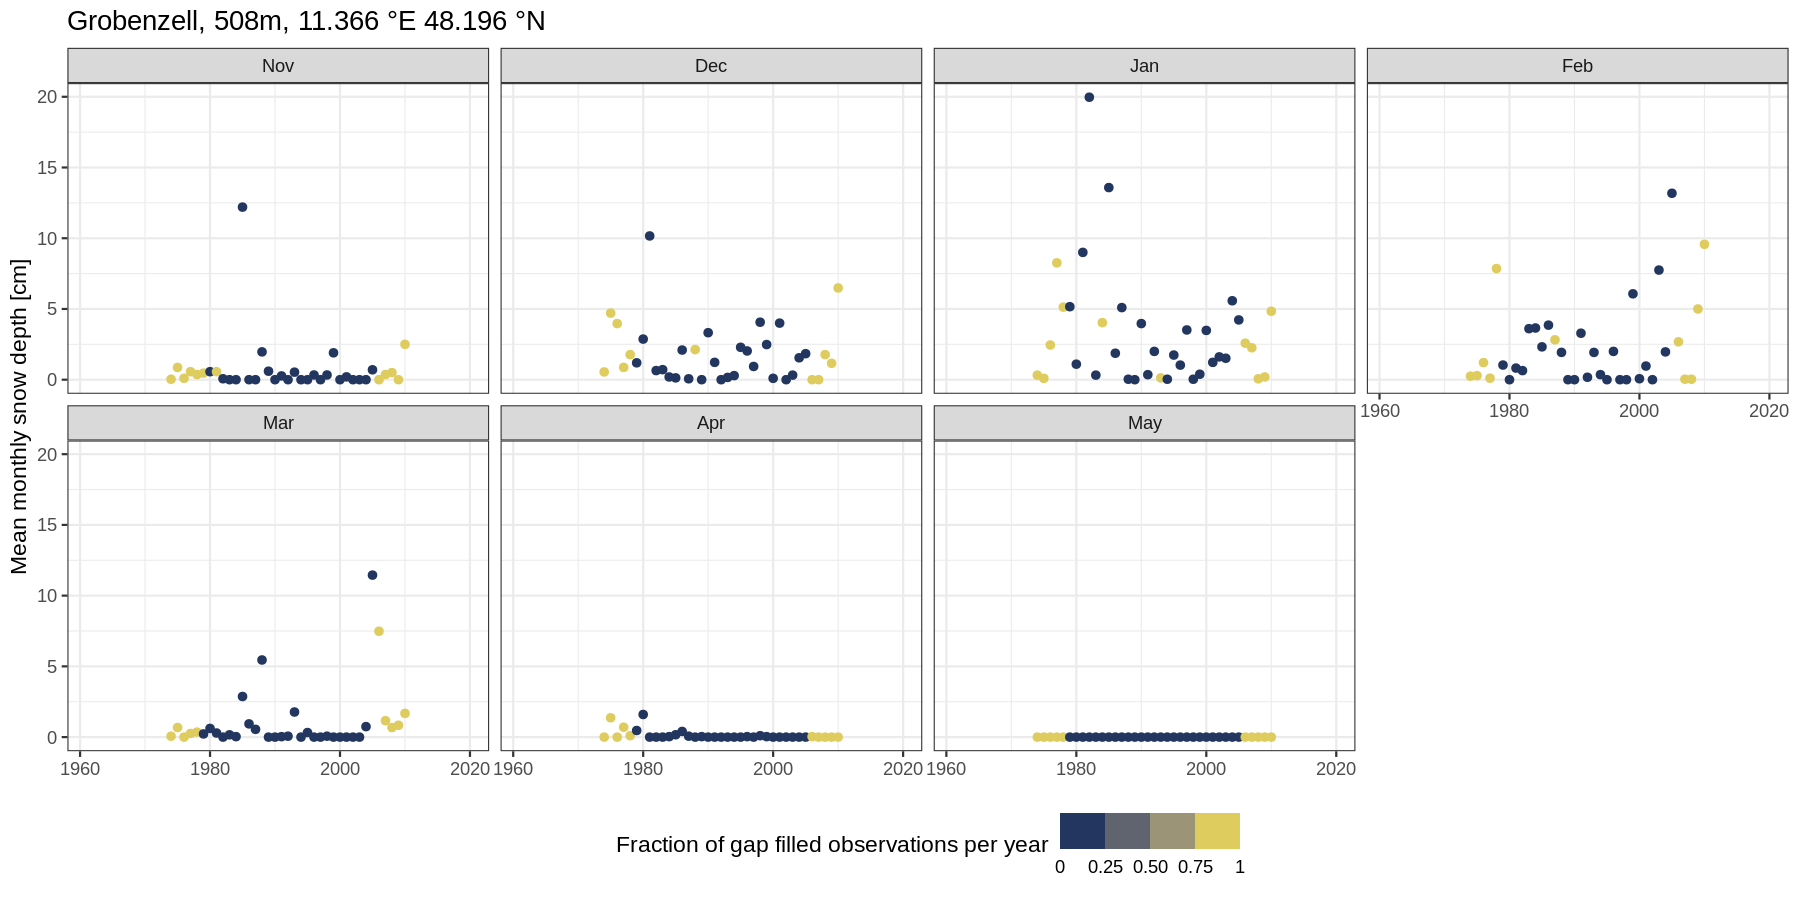 Grobenzell, 508m, 11.366 °E 48.196 °N
Nov Dec Jan Feb
20
15
10
5
0
1960 1980 2000 2020
Mar Apr May
20
15
10
5
0
1960 1980 2000 2020 1960 1980 2000 2020 1960 1980 2000 2020
Mean monthly snow depth [cm]
Fraction of gap filled observations per year
0 0.25 0.50 0.75 1